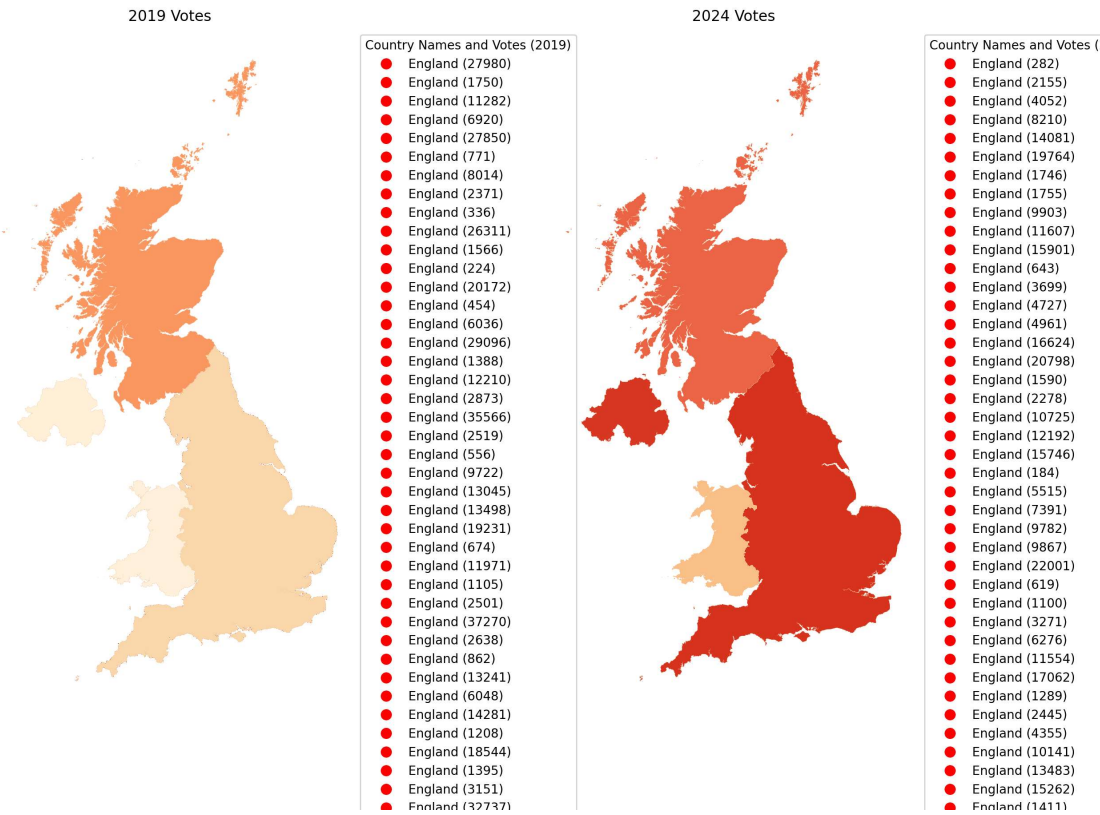 2019 Votes
Country Names and Votes (2019)
England (27980)
England (1750)
England (11282)
England (6920)
England (27850)
England (771)
England (8014)
England (2371)
England (336)
England (26311)
England (1566)
England (224)
England (20172)
England (454)
England (6036)
England (29096)
England (1388)
England (12210)
England (2873)
England (35566)
England (2519)
England (556)
England (9722)
England (13045)
England (13498)
England (19231)
England (674)
England (11971)
England (1105)
England (2501)
England (37270)
England (2638)
England (862)
England (13241)
England (6048)
England (14281)
England (1208)
England (18544)
England (1395)
England (3151)
England (32737)
2024 Votes
Country Names and Votes (
England (282)
England (2155)
England (4052)
England (8210)
England (14081)
England (19764)
England (1746)
England (1755)
England (9903)
England (11607)
England (15901)
England (643)
England (3699)
England (4727)
England (4961)
England (16624)
England (20798)
England (1590)
England (2278)
England (10725)
England (12192)
England (15746)
England (184)
England (5515)
England (7391)
England (9782)
England (9867)
England (22001)
England (619)
England (1100)
England (3271)
England (6276)
England (11554)
England (17062)
England (1289)
England (2445)
England (4355)
England (10141)
England (13483)
England (15262)
England (1411)